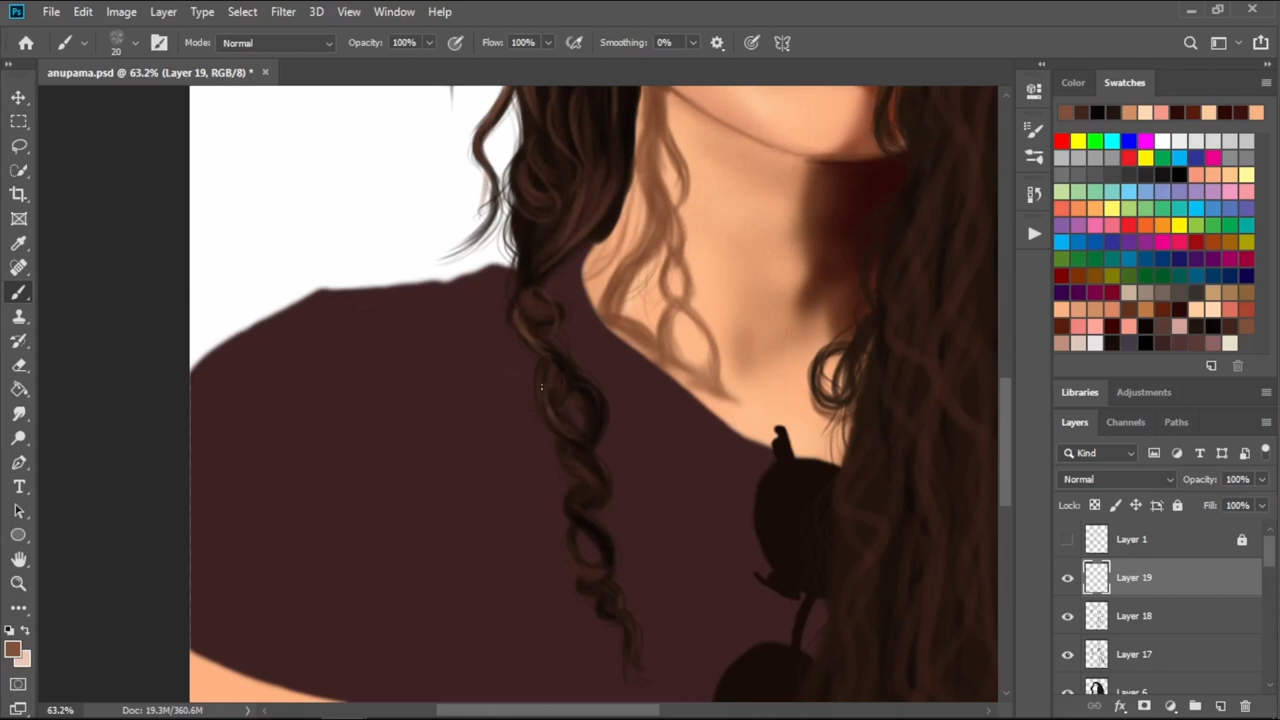 Ps File Edit Image Layer Type Select Filter 3D View Window Help
20 Mode: Normal Opacity: 100% Flow: 100% Smoothing: 0%
anupama.psd @ 63.2% (Layer 19, RGB/8) * ×
Color Swatches
Libraries Adjustments
Layers Channels Paths
Kind
Normal Opacity: 100%
Lock: Fill: 100%
Layer 1
Layer 19
Layer 18
Layer 17
Layer 6
63.2% Doc: 19.3M/360.6M